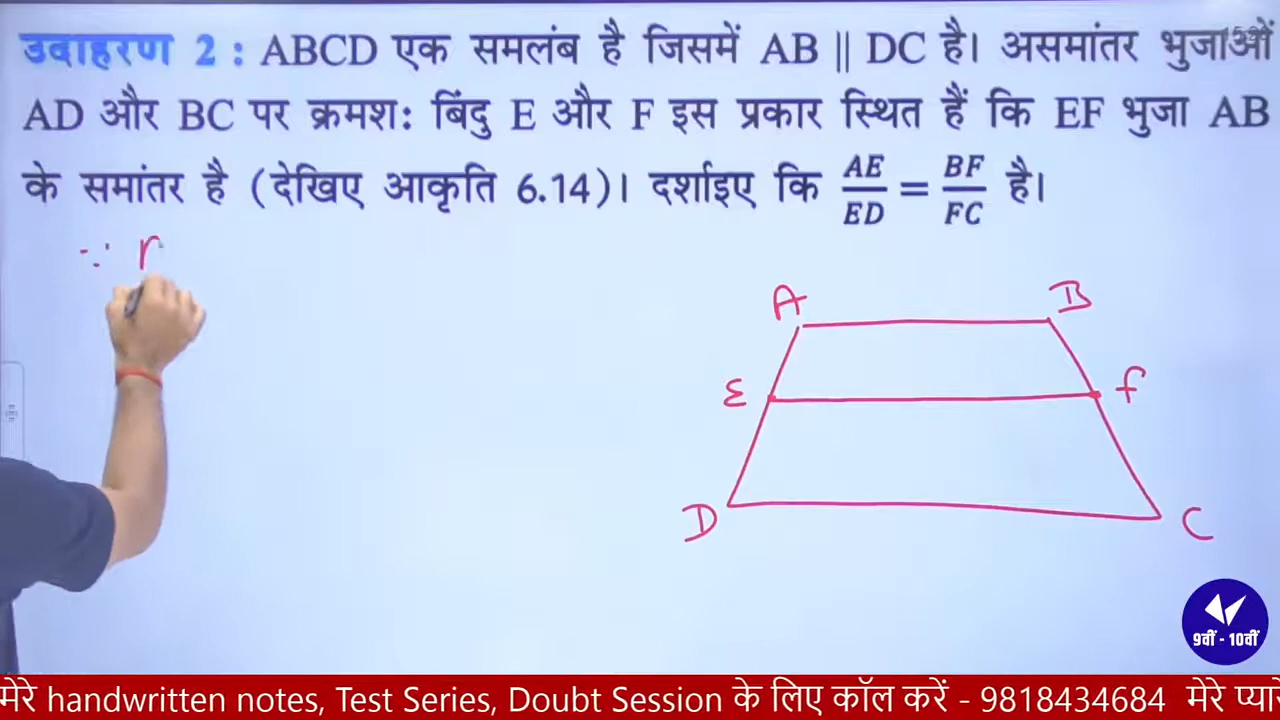 उदाहरण 2 : ABCD एक समलंब है जिसमें AB || DC है। असमांतर भुजाओं
AD और BC पर क्रमशः बिंदु E और F इस प्रकार स्थित हैं कि EF भुजा AB
के समांतर है (देखिए आकृति 6.14)। दर्शाइए कि AE/ED = BF/FC है।
∵ r
A B
E F
D C
9वीं - 10वीं
मेरे handwritten notes, Test Series, Doubt Session के लिए कॉल करें - 9818434684 मेरे प्यारे